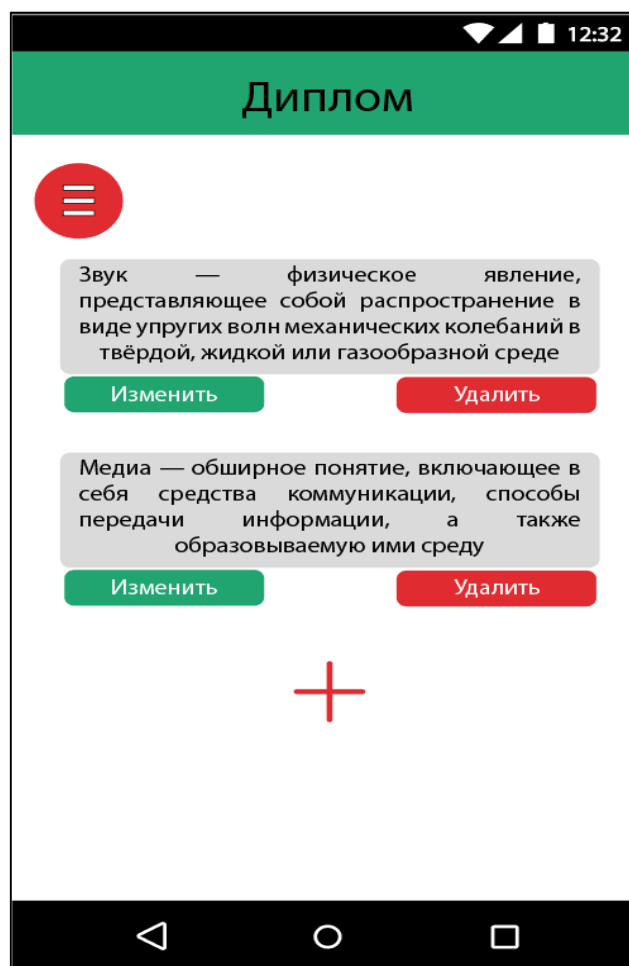 12:32
Диплом
Звук — физическое явление,
представляющее собой распространение в
виде упругих волн механических колебаний в
твёрдой, жидкой или газообразной среде
Изменить Удалить
Медиа — обширное понятие, включающее в
себя средства коммуникации, способы
передачи информации, а также
образовываемую ими среду
Изменить Удалить